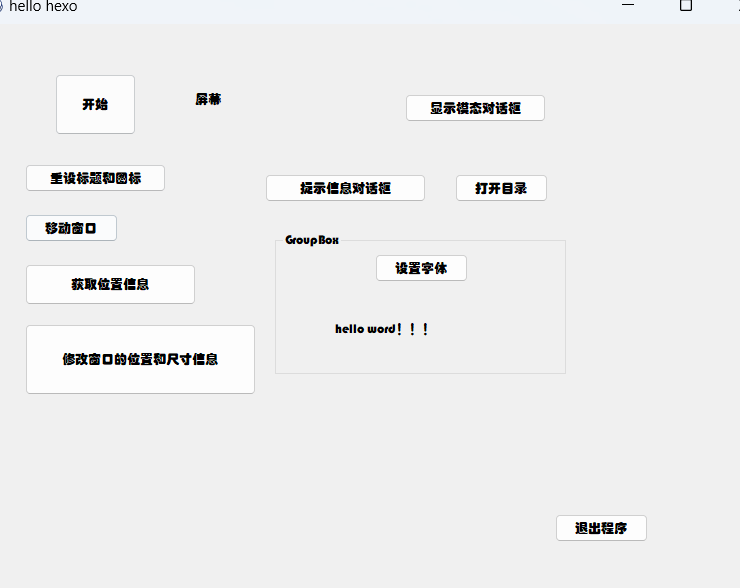 hello hexo
开始
屏幕
显示模态对话框
重设标题和图标
提示信息对话框
打开目录
移动窗口
GroupBox
设置字体
获取位置信息
hello word！！！
修改窗口的位置和尺寸信息
退出程序